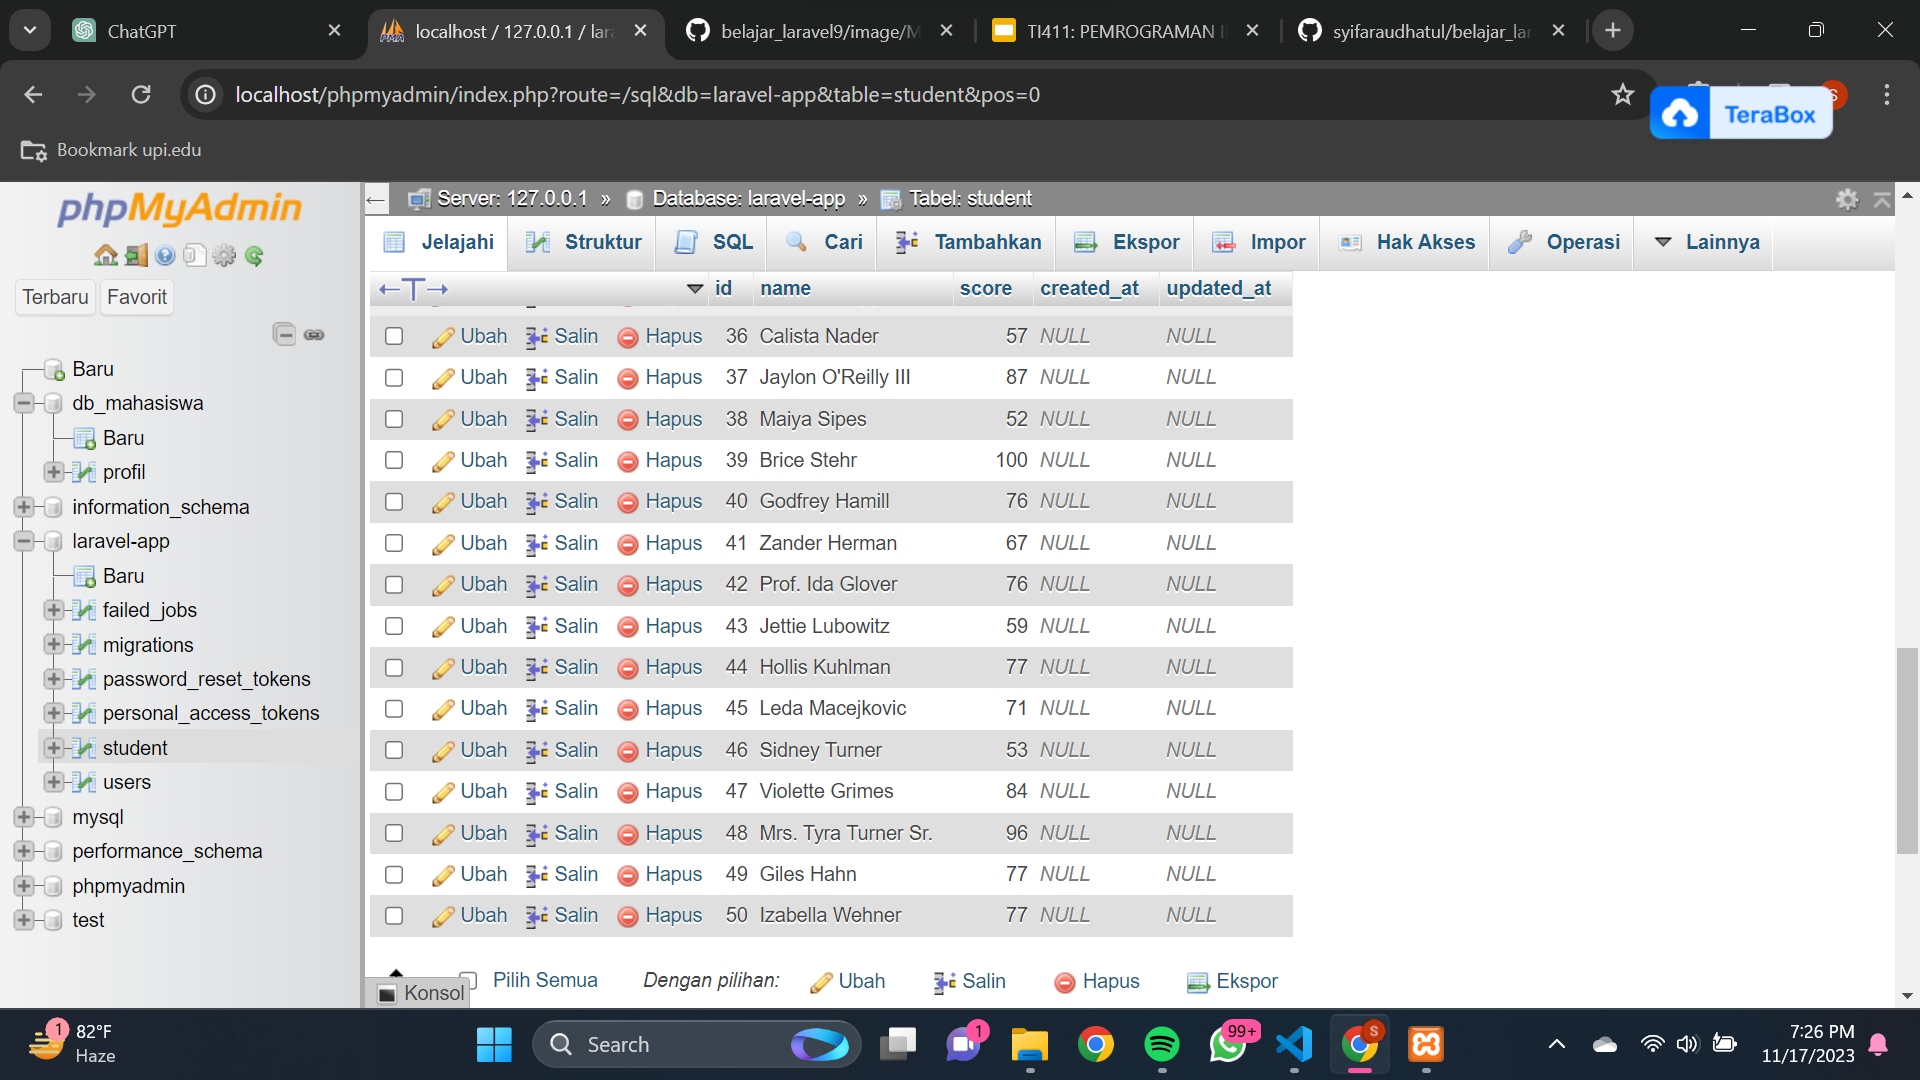 ChatGPT
localhost / 127.0.0.1 / lar
belajar_laravel9/image/M
TI411: PEMROGRAMAN I
syifaraudhatul/belajar_lar
localhost/phpmyadmin/index.php?route=/sql&db=laravel-app&table=student&pos=0
S
TeraBox
Bookmark upi.edu
phpMyAdmin
Terbaru Favorit
Baru
db_mahasiswa
Baru
profil
information_schema
laravel-app
Baru
failed_jobs
migrations
password_reset_tokens
personal_access_tokens
student
users
mysql
performance_schema
phpmyadmin
test
Server: 127.0.0.1 » Database: laravel-app » Tabel: student
Jelajahi Struktur SQL Cari Tambahkan Ekspor Impor Hak Akses Operasi Lainnya
←T→ id name score created_at updated_at
Ubah Salin Hapus 36 Calista Nader 57 NULL NULL
Ubah Salin Hapus 37 Jaylon O'Reilly III 87 NULL NULL
Ubah Salin Hapus 38 Maiya Sipes 52 NULL NULL
Ubah Salin Hapus 39 Brice Stehr 100 NULL NULL
Ubah Salin Hapus 40 Godfrey Hamill 76 NULL NULL
Ubah Salin Hapus 41 Zander Herman 67 NULL NULL
Ubah Salin Hapus 42 Prof. Ida Glover 76 NULL NULL
Ubah Salin Hapus 43 Jettie Lubowitz 59 NULL NULL
Ubah Salin Hapus 44 Hollis Kuhlman 77 NULL NULL
Ubah Salin Hapus 45 Leda Macejkovic 71 NULL NULL
Ubah Salin Hapus 46 Sidney Turner 53 NULL NULL
Ubah Salin Hapus 47 Violette Grimes 84 NULL NULL
Ubah Salin Hapus 48 Mrs. Tyra Turner Sr. 96 NULL NULL
Ubah Salin Hapus 49 Giles Hahn 77 NULL NULL
Ubah Salin Hapus 50 Izabella Wehner 77 NULL NULL
Pilih Semua Dengan pilihan: Ubah Salin Hapus Ekspor
Konsol
1
82°F
Haze
Search
1
99+
S
7:26 PM
11/17/2023